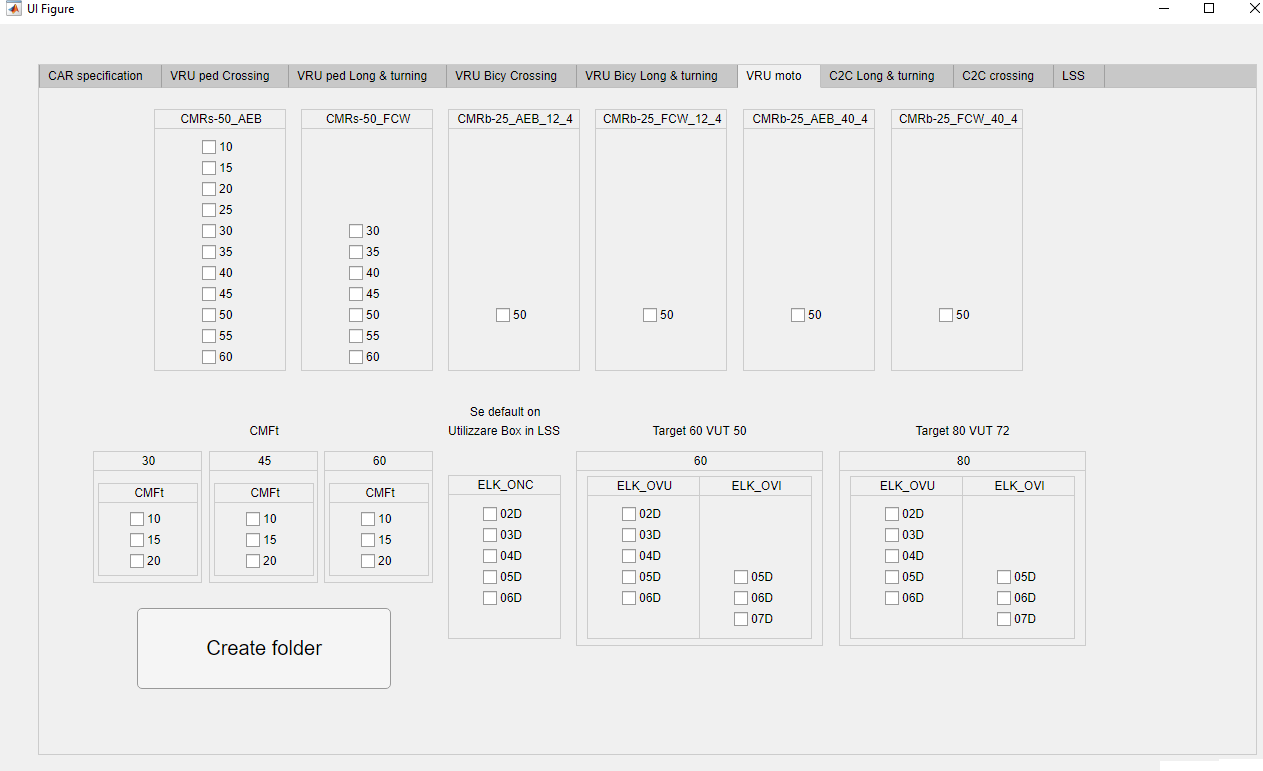 UI Figure
CAR specification VRU ped Crossing VRU ped Long & turning VRU Bicy Crossing VRU Bicy Long & turning VRU moto C2C Long & turning C2C crossing LSS
CMRs-50_AEB CMRs-50_FCW CMRb-25_AEB_12_4 CMRb-25_FCW_12_4 CMRb-25_AEB_40_4 CMRb-25_FCW_40_4
10
15
20
25
30 30
35 35
40 40
45 45
50 50 50 50 50 50
55 55
60 60
Se default on
CMFt Utilizzare Box in LSS Target 60 VUT 50 Target 80 VUT 72
30 45 60 60 80
ELK_ONC ELK_OVU ELK_OVI ELK_OVU ELK_OVI
CMFt CMFt CMFt
02D 02D 02D
10 10 10
03D 03D 03D
15 15 15
04D 04D 04D
20 20 20
05D 05D 05D 05D 05D
06D 06D 06D 06D 06D
07D 07D
Create folder